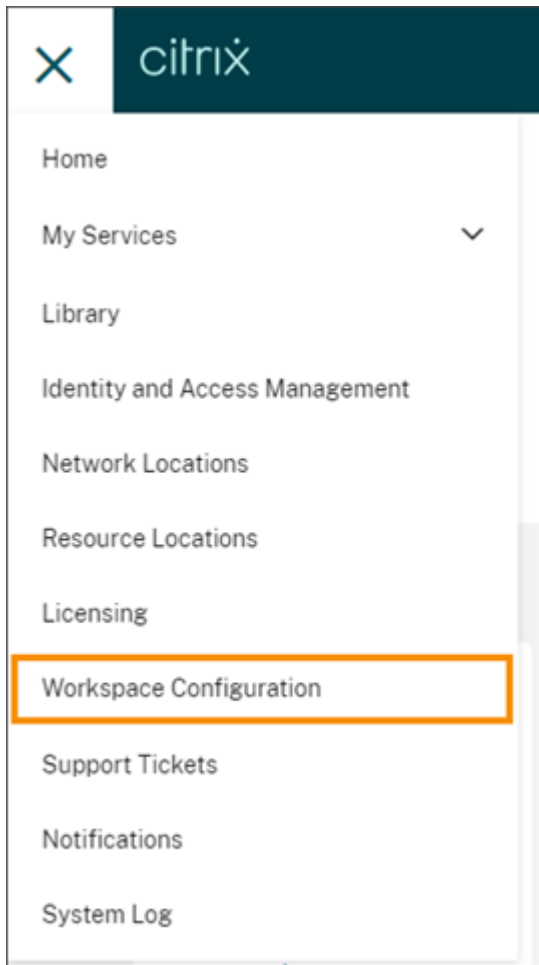 citrix
Home
My Services
Library
Identity and Access Management
Network Locations
Resource Locations
Licensing
Workspace Configuration
Support Tickets
Notifications
System Log